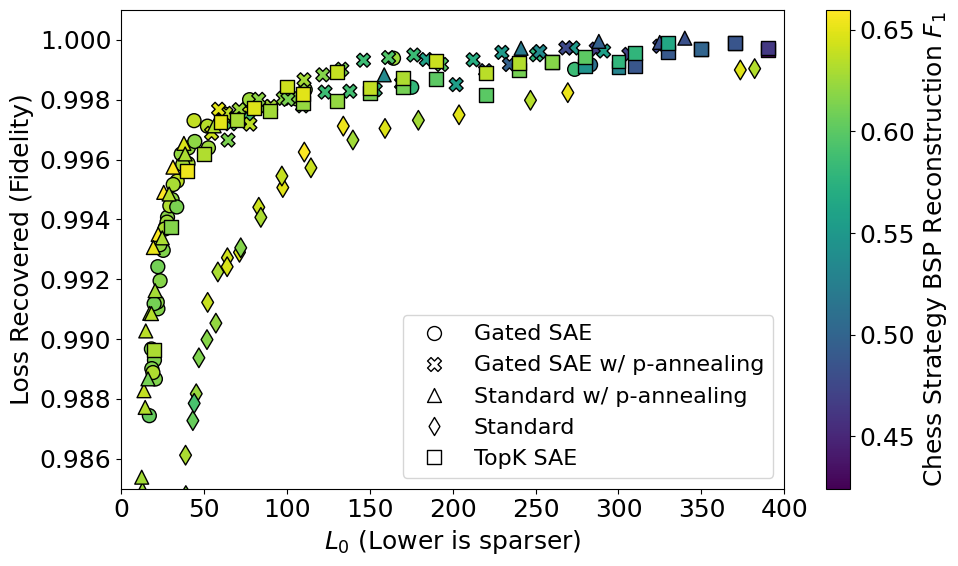 1.000
0.998
0.996
0.994
0.992
0.990
0.988
0.986
Loss Recovered (Fidelity)
0
50
100
150
200
250
300
350
400
L₀ (Lower is sparser)
Gated SAE
Gated SAE w/ p-annealing
Standard w/ p-annealing
Standard
TopK SAE
0.65
0.60
0.55
0.50
0.45
Chess Strategy BSP Reconstruction F₁